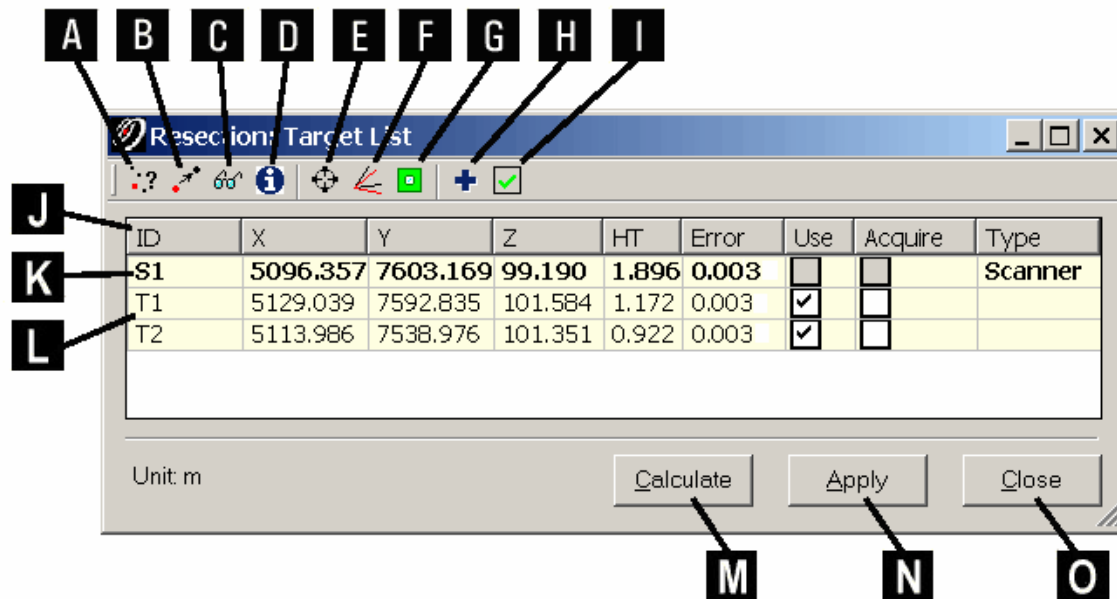 A B C D E F G H I
Resection: Target List
J
ID X Y Z HT Error Use Acquire Type
K
S1 5096.357 7603.169 99.190 1.896 0.003 Scanner
T1 5129.039 7592.835 101.584 1.172 0.003
L
T2 5113.986 7538.976 101.351 0.922 0.003
Unit: m
Calculate Apply Close
M N O